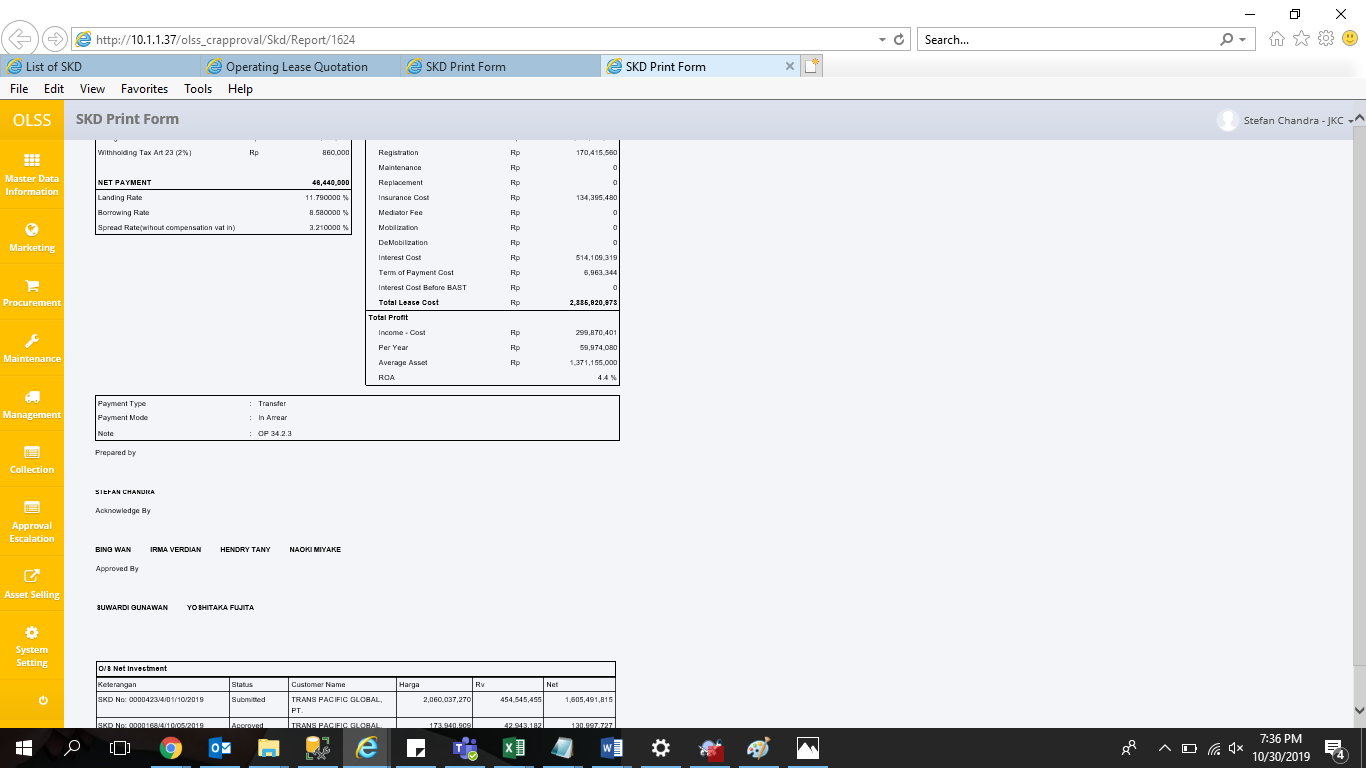 http://10.1.1.37/olss_crapproval/Skd/Report/1624
Search...
List of SKD
Operating Lease Quotation
SKD Print Form
SKD Print Form
File Edit View Favorites Tools Help
OLSS
SKD Print Form
Stefan Chandra - JKC
Master Data
Information
Marketing
Procurement
Maintenance
Management
Collection
Approval
Escalation
Asset Selling
System
Setting
Withholding Tax Art 23 (2%) Rp 860,000
NET PAYMENT 46,440,000
Landing Rate 11.790000 %
Borrowing Rate 8.580000 %
Spread Rate(wihout compensation vat in) 3.210000 %
Registration Rp 170,415,560
Maintenance Rp 0
Replacement Rp 0
Insurance Cost Rp 134,395,480
Mediator Fee Rp 0
Mobilization Rp 0
DeMobilization Rp 0
Interest Cost Rp 514,109,319
Term of Payment Cost Rp 6,963,344
Interest Cost Before BAST Rp 0
Total Lease Cost Rp 2,885,920,973
Total Profit
Income - Cost Rp 299,870,401
Per Year Rp 59,974,080
Average Asset Rp 1,371,155,000
ROA 4.4 %
Payment Type : Transfer
Payment Mode : In Arrear
Note : OP 34.2.3
Prepared by
STEFAN CHANDRA
Acknowledge By
BING WAN IRMA VERDIAN HENDRY TANY NAOKI MIYAKE
Approved By
SUWARDI GUNAWAN YOSHITAKA FUJITA
O/S Net Investment
Keterangan Status Customer Name Harga Rv Net
SKD No: 0000423/4/01/10/2019 Submitted TRANS PACIFIC GLOBAL, 2,060,037,270 454,545,455 1,605,491,815
PT.
SKD No: 0000168/4/10/05/2019 Approved TRANS PACIFIC GLOBAL, 173,940,909 42,943,182 130,997,727
7:36 PM
10/30/2019
4